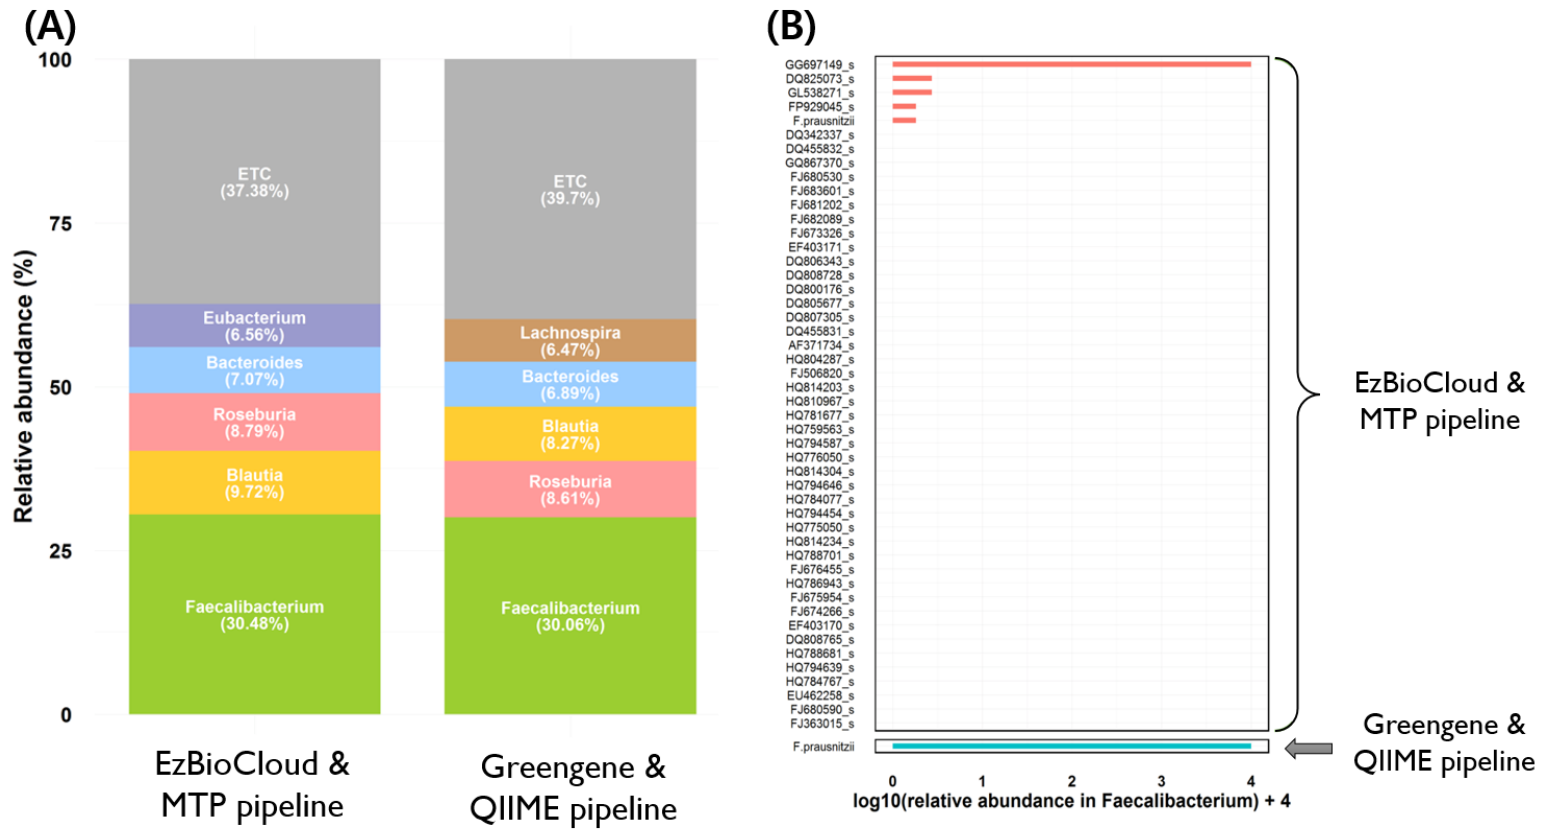 (A)
100
75
50
25
0
Relative abundance (%)
ETC
(37.38%)
Eubacterium
(6.56%)
Bacteroides
(7.07%)
Roseburia
(8.79%)
Blautia
(9.72%)
Faecalibacterium
(30.48%)
EzBioCloud &
MTP pipeline
ETC
(39.7%)
Lachnospira
(6.47%)
Bacteroides
(6.89%)
Blautia
(8.27%)
Roseburia
(8.61%)
Faecalibacterium
(30.06%)
Greengene &
QIIME pipeline
(B)
GG697149_s
DQ825073_s
GL538271_s
FP929045_s
F.prausnitzii
DQ342337_s
DQ455832_s
GQ867370_s
FJ680530_s
FJ683601_s
FJ681202_s
FJ682089_s
FJ673326_s
EF403171_s
DQ806343_s
DQ808728_s
DQ800176_s
DQ805677_s
DQ807305_s
DQ455831_s
AF371734_s
HQ804287_s
FJ506820_s
HQ814203_s
HQ810967_s
HQ781677_s
HQ759563_s
HQ794587_s
HQ776050_s
HQ814304_s
HQ794646_s
HQ784077_s
HQ794454_s
HQ775050_s
HQ814234_s
HQ788701_s
FJ676455_s
HQ786943_s
FJ675954_s
FJ674266_s
EF403170_s
DQ808765_s
HQ788681_s
HQ794639_s
HQ784767_s
EU462258_s
FJ680590_s
FJ363015_s
F.prausnitzii
0 1 2 3 4
log10(relative abundance in Faecalibacterium) + 4
EzBioCloud &
MTP pipeline
Greengene &
QIIME pipeline